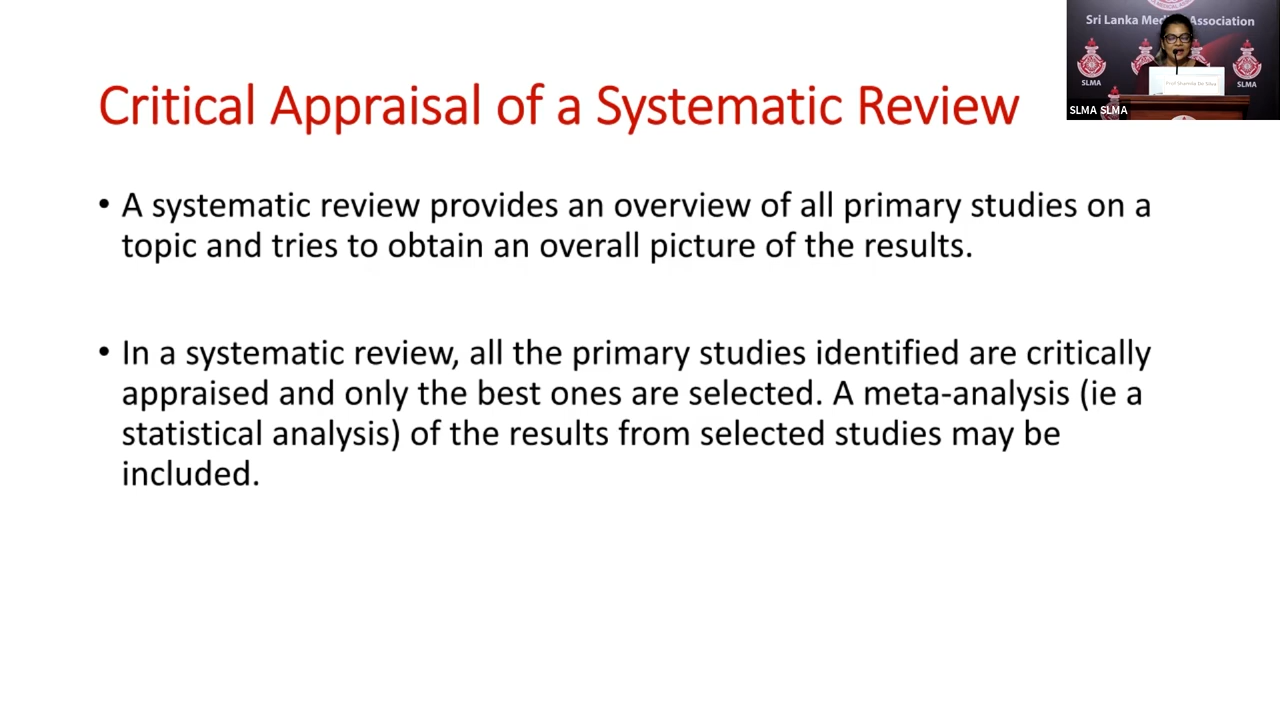 Critical Appraisal of a Systematic Review
• A systematic review provides an overview of all primary studies on a
topic and tries to obtain an overall picture of the results.
• In a systematic review, all the primary studies identified are critically
appraised and only the best ones are selected. A meta-analysis (ie a
statistical analysis) of the results from selected studies may be
included.
Sri Lanka Med Association
SLMA
SLMA
SLMA SLMA